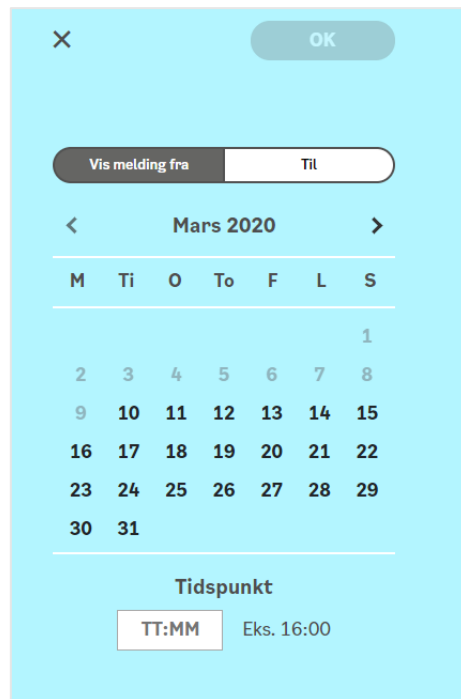 OK
Vis melding fra Til
Mars 2020
M Ti O To F L S
1
2 3 4 5 6 7 8
9 10 11 12 13 14 15
16 17 18 19 20 21 22
23 24 25 26 27 28 29
30 31
Tidspunkt
TT:MM Eks. 16:00